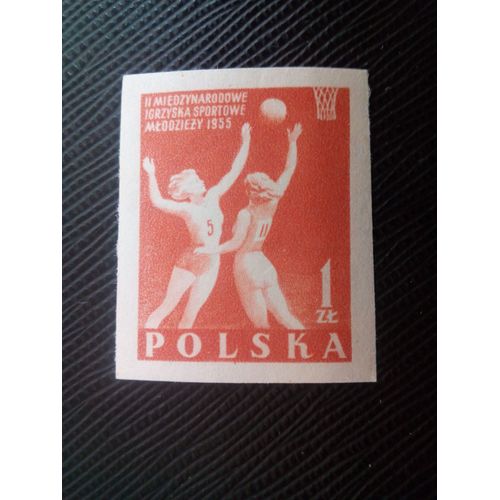 II MIĘDZYNARODOWE
IGRZYSKA SPORTOWE
MŁODZIEŻY 1955
5
11
1
ZŁ
POLSKA